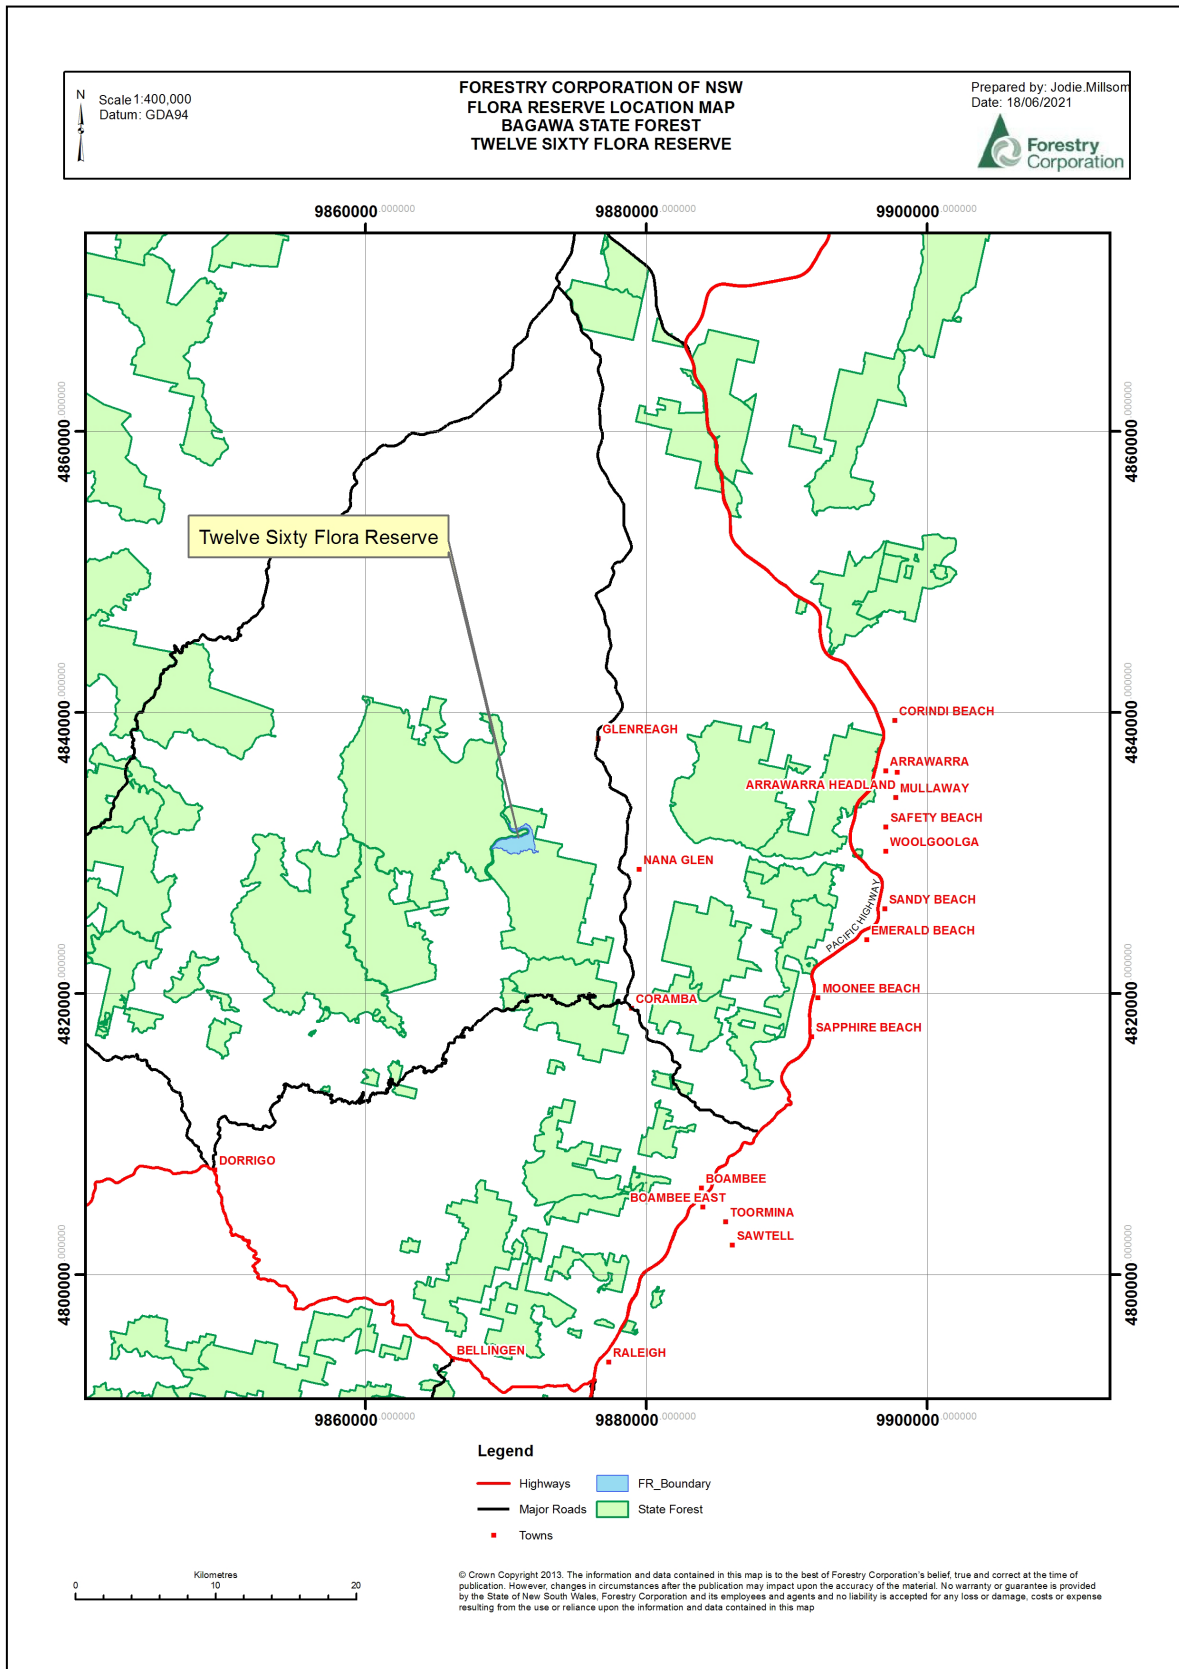 N
Scale 1:400,000
Datum: GDA94
FORESTRY CORPORATION OF NSW
FLORA RESERVE LOCATION MAP
BAGAWA STATE FOREST
TWELVE SIXTY FLORA RESERVE
Prepared by: Jodie.Millsom
Date: 18/06/2021
Forestry
Corporation
9860000.000000
9880000.000000
9900000.000000
4860000.000000
4860000.000000
Twelve Sixty Flora Reserve
4840000.000000
4840000.000000
CORINDI BEACH
GLENREAGH
ARRAWARRA
ARRAWARRA HEADLAND
MULLAWAY
SAFETY BEACH
WOOLGOOLGA
NANA GLEN
SANDY BEACH
PACIFIC HIGHWAY
EMERALD BEACH
4820000.000000
4820000.000000
MOONEE BEACH
CORAMBA
SAPPHIRE BEACH
DORRIGO
BOAMBEE
BOAMBEE EAST
TOORMINA
SAWTELL
4800000.000000
4800000.000000
BELLINGEN
RALEIGH
9860000.000000
9880000.000000
9900000.000000
Legend
Highways
FR_Boundary
Major Roads
State Forest
Towns
Kilometres
0 10 20
© Crown Copyright 2013. The information and data contained in this map is to the best of Forestry Corporation's belief, true and correct at the time of
publication. However, changes in circumstances after the publication may impact upon the accuracy of the material. No warranty or guarantee is provided
by the State of New South Wales, Forestry Corporation and its employees and agents and no liability is accepted for any loss or damage, costs or expense
resulting from the use or reliance upon the information and data contained in this map